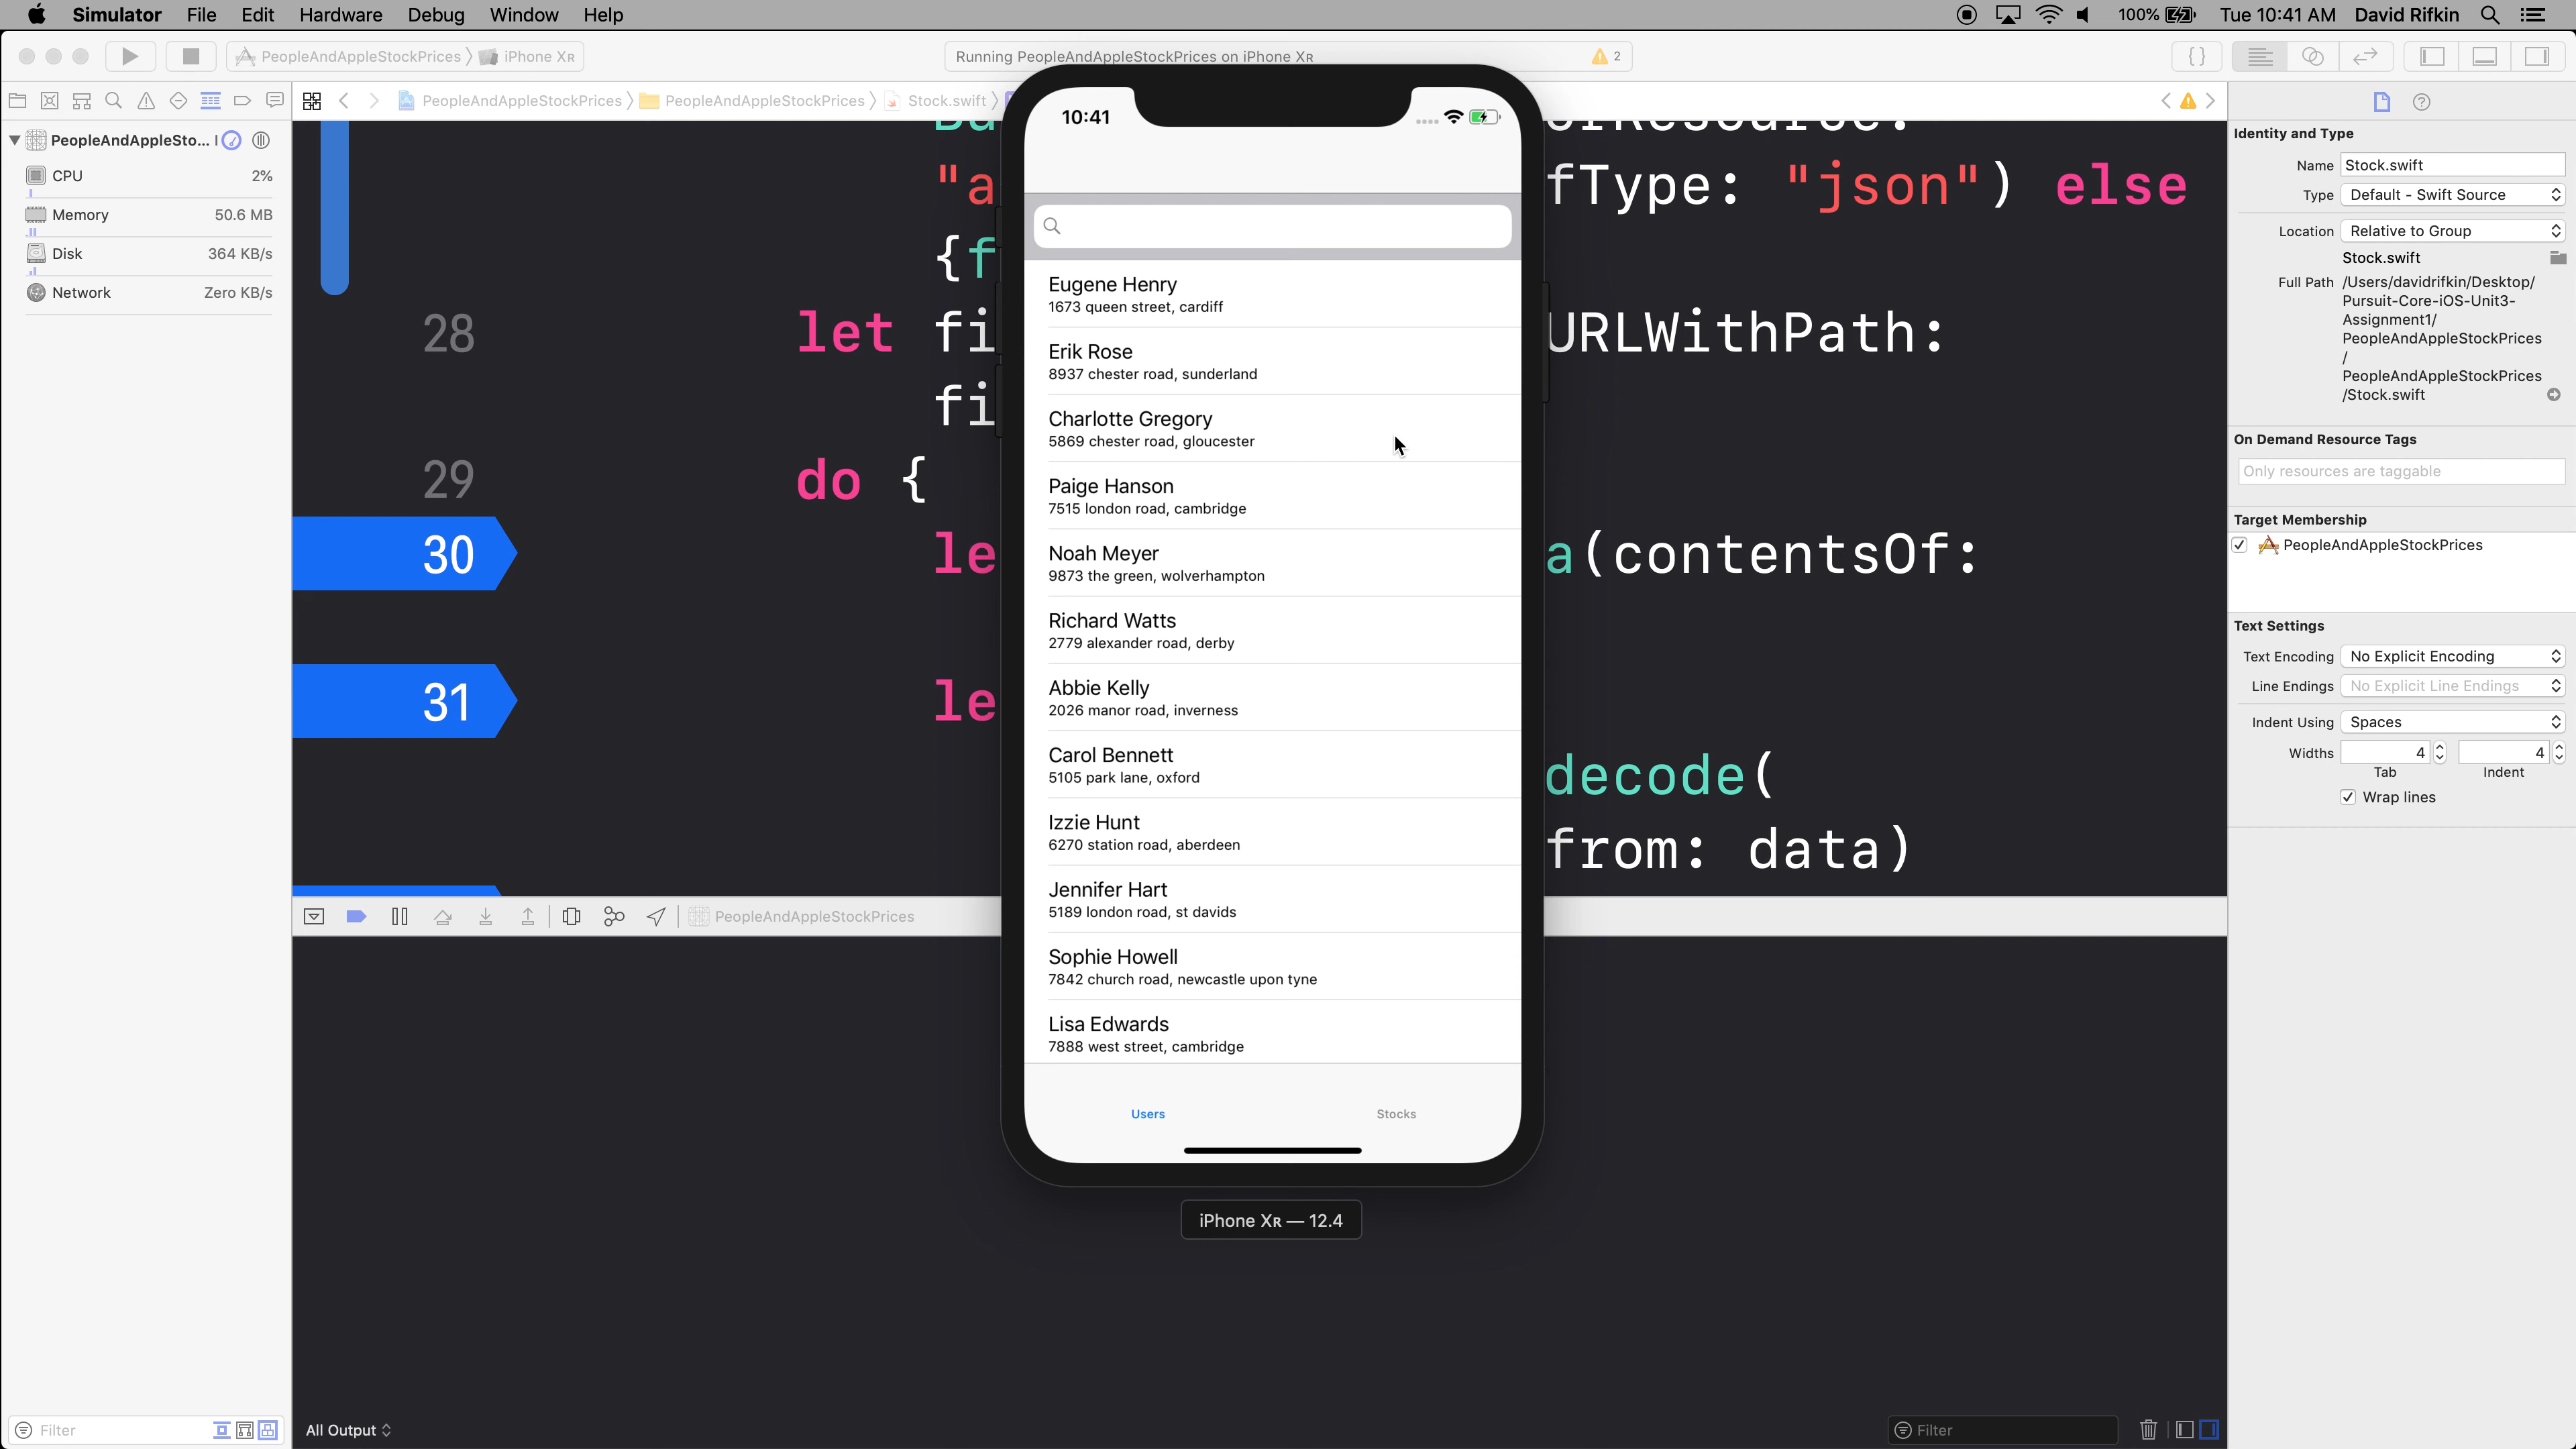 Simulator File Edit Hardware Debug Window Help 100% Tue 10:41 AM David Rifkin
PeopleAndAppleStockPrices iPhone XR
Running PeopleAndAppleStockPrices on iPhone XR 2
PeopleAndAppleStockPrices PeopleAndAppleStockPrices Stock.swift
PeopleAndAppleSto...
CPU 2%
Memory 50.6 MB
Disk 364 KB/s
Network Zero KB/s
"a fType: "json") else
{f
28 let fi URLWithPath:
fi
29 do {
30 le a(contentsOf:
31 le
decode(
from: data)
10:41
Eugene Henry
1673 queen street, cardiff
Erik Rose
8937 chester road, sunderland
Charlotte Gregory
5869 chester road, gloucester
Paige Hanson
7515 london road, cambridge
Noah Meyer
9873 the green, wolverhampton
Richard Watts
2779 alexander road, derby
Abbie Kelly
2026 manor road, inverness
Carol Bennett
5105 park lane, oxford
Izzie Hunt
6270 station road, aberdeen
Jennifer Hart
5189 london road, st davids
Sophie Howell
7842 church road, newcastle upon tyne
Lisa Edwards
7888 west street, cambridge
Users Stocks
iPhone XR — 12.4
PeopleAndAppleStockPrices
Filter
All Output
Filter
Identity and Type
Name Stock.swift
Type Default - Swift Source
Location Relative to Group
Stock.swift
Full Path /Users/davidrifkin/Desktop/
Pursuit-Core-iOS-Unit3-
Assignment1/
PeopleAndAppleStockPrices
/
PeopleAndAppleStockPrices
/Stock.swift
On Demand Resource Tags
Only resources are taggable
Target Membership
PeopleAndAppleStockPrices
Text Settings
Text Encoding No Explicit Encoding
Line Endings No Explicit Line Endings
Indent Using Spaces
Widths 4 4
Tab Indent
Wrap lines